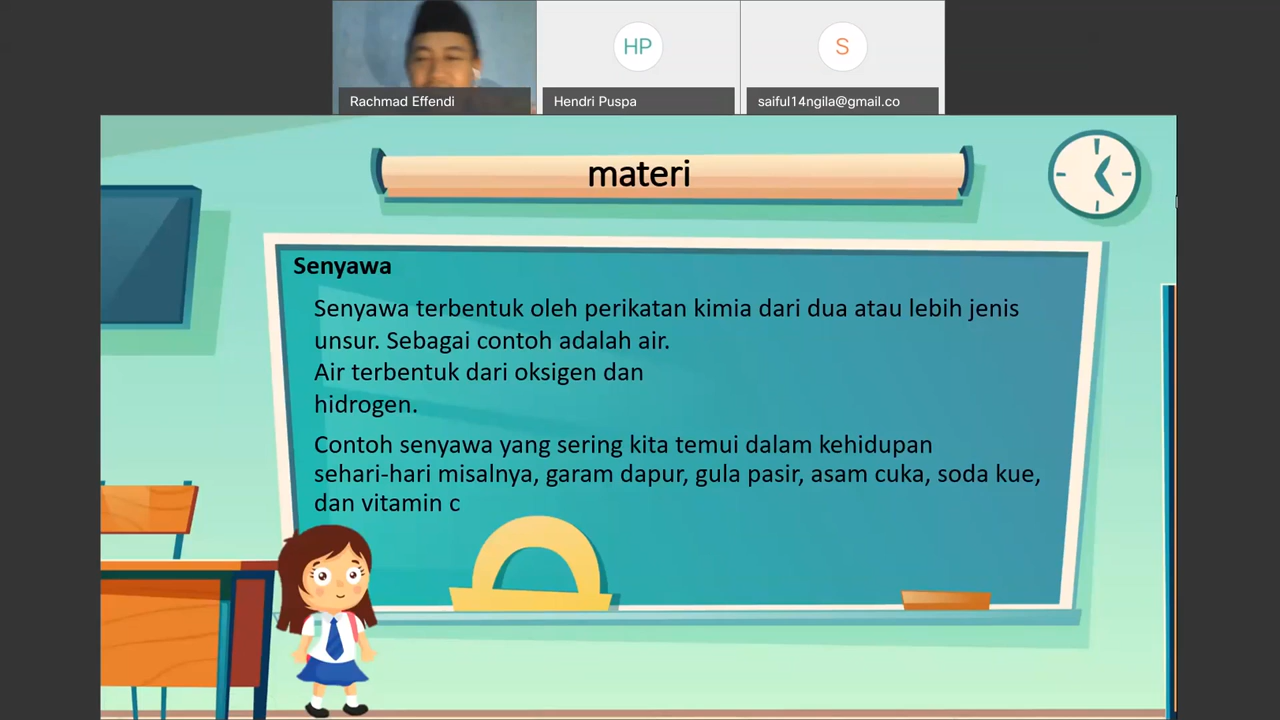 HP
S
Rachmad Effendi
Hendri Puspa
saiful14ngila@gmail.co
materi
Senyawa
Senyawa terbentuk oleh perikatan kimia dari dua atau lebih jenis
unsur. Sebagai contoh adalah air.
Air terbentuk dari oksigen dan
hidrogen.
Contoh senyawa yang sering kita temui dalam kehidupan
sehari-hari misalnya, garam dapur, gula pasir, asam cuka, soda kue,
dan vitamin c